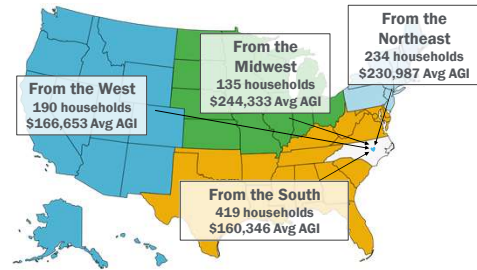 From the
Northeast
234 households
$230,987 Avg AGI
From the
Midwest
135 households
$244,333 Avg AGI
From the West
190 households
$166,653 Avg AGI
From the South
419 households
$160,346 Avg AGI